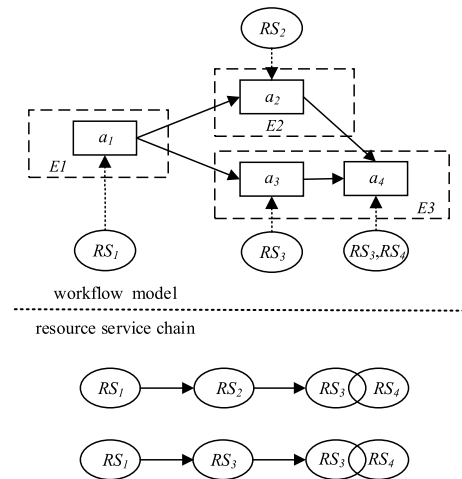 RS2
a2
E2
a1
E1
a3
a4
E3
RS1
RS3
RS3,RS4
workflow model
resource service chain
RS1 RS2 RS3 RS4
RS1 RS3 RS3 RS4